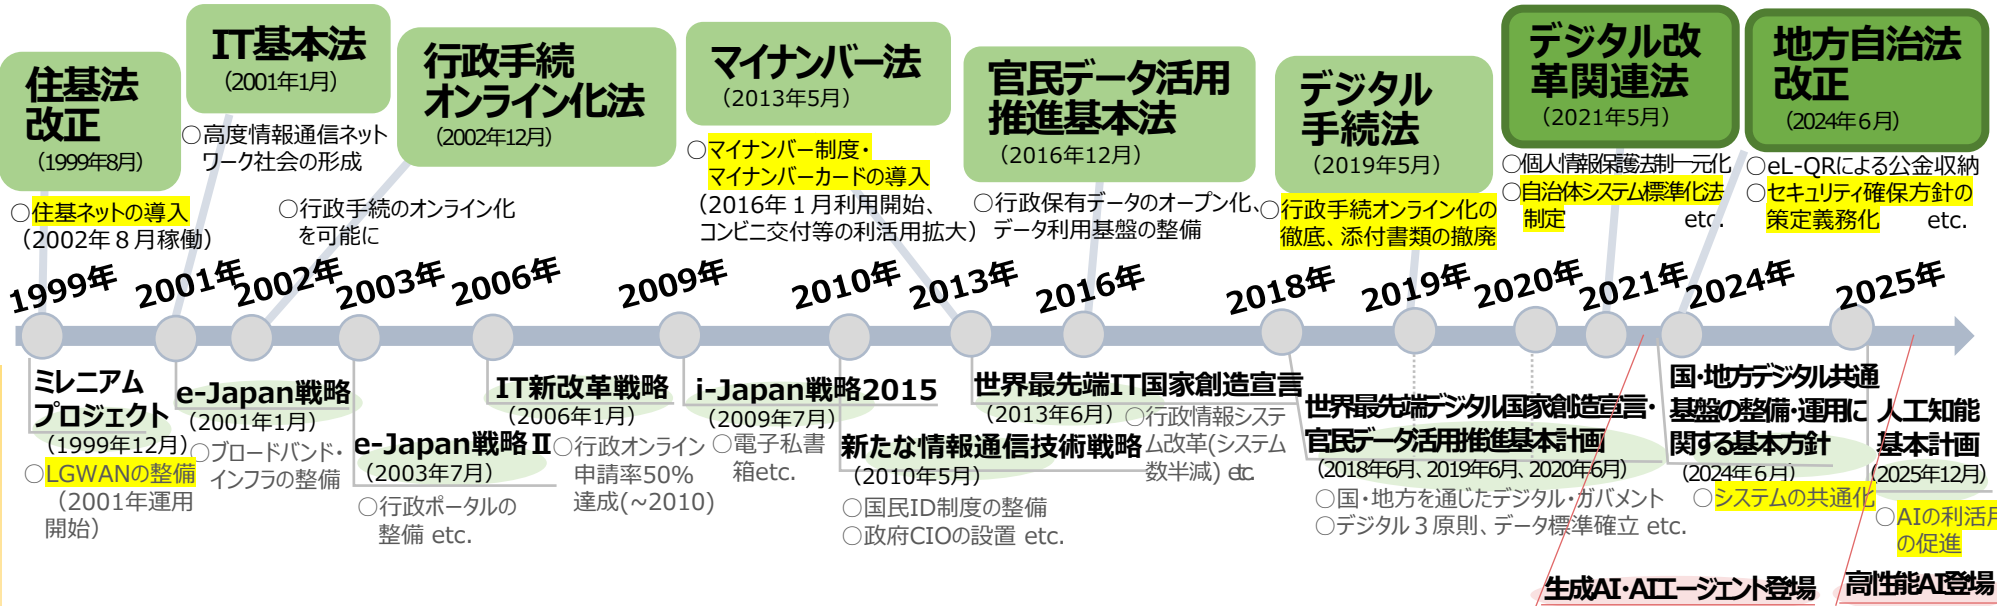 住基法
改正
(1999年8月)
○住基ネットの導入
(2002年８月稼働)
IT基本法
(2001年1月)
○高度情報通信ネット
ワーク社会の形成
行政手続
オンライン化法
(2002年12月)
○行政手続のオンライン化
を可能に
マイナンバー法
(2013年5月)
○マイナンバー制度・
マイナンバーカードの導入
(2016年１月利用開始、
コンビニ交付等の利活用拡大)
官民データ活用
推進基本法
(2016年12月)
○行政保有データのオープン化、
データ利用基盤の整備
デジタル
手続法
(2019年5月)
○行政手続オンライン化の
徹底、添付書類の撤廃
デジタル改
革関連法
(2021年5月)
○個人情報保護法制一元化
○自治体システム標準化法
制定 etc.
地方自治法
改正
(2024年６月)
○eL-QRによる公金収納
○セキュリティ確保方針の
策定義務化 etc.
1999年 2001年 2002年 2003年 2006年 2009年 2010年 2013年 2016年 2018年 2019年 2020年 2021年 2024年 2025年
ミレニアム
プロジェクト
(1999年12月)
○LGWANの整備
(2001年運用
開始)
e-Japan戦略
(2001年1月)
○ブロードバンド・
インフラの整備
e-Japan戦略Ⅱ
(2003年7月)
○行政ポータルの
整備 etc.
IT新改革戦略
(2006年1月)
○行政オンライン
申請率50%
達成(~2010)
i-Japan戦略2015
(2009年7月)
○電子私書
箱etc.
新たな情報通信技術戦略
(2010年5月)
○国民ID制度の整備
○政府CIOの設置 etc.
世界最先端IT国家創造宣言
(2013年6月)
○行政情報システ
ム改革(システム
数半減) etc.
世界最先端デジタル国家創造宣言・
官民データ活用推進基本計画
(2018年6月、2019年6月、2020年6月)
○国・地方を通じたデジタル・ガバメント
○デジタル３原則、データ標準確立 etc.
国・地方デジタル共通
基盤の整備・運用に
関する基本方針
(2024年６月)
○システムの共通化
人工知能
基本計画
(2025年12月)
○AIの利活用
の促進
生成AI・AIエージェント登場
高性能AI登場